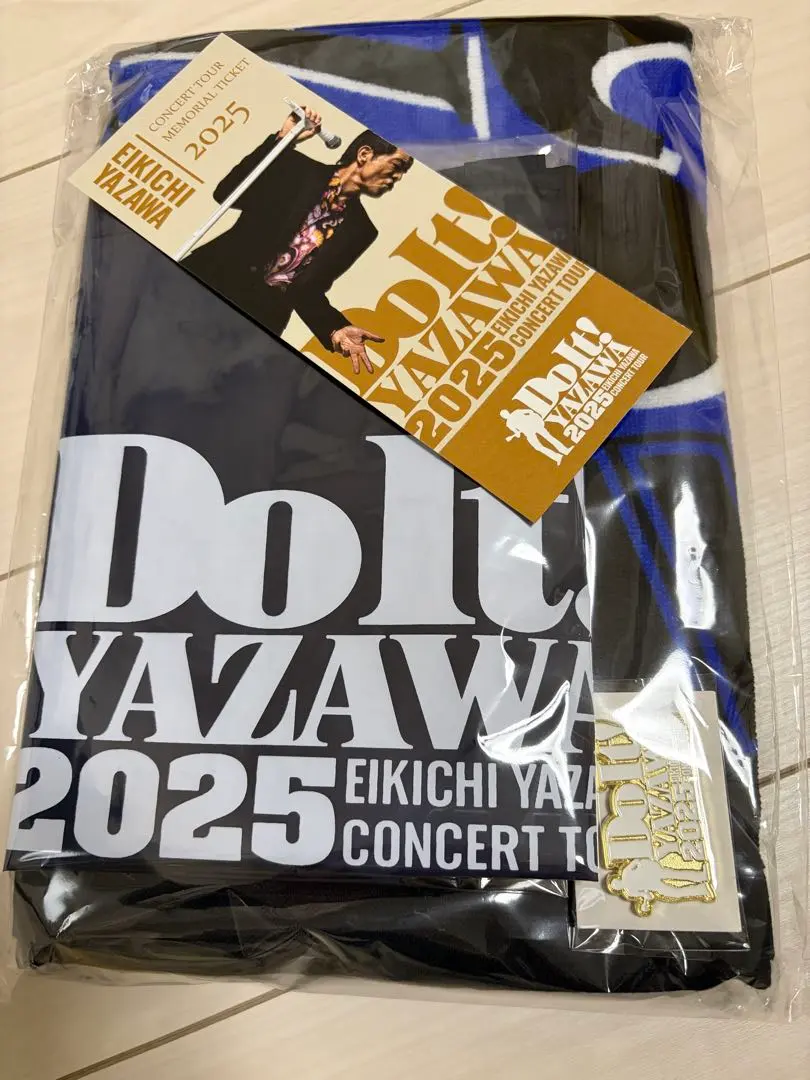 CONCERT TOUR
MEMORIAL TICKET
2025
EIKICHI
YAZAWA
Do It!
YAZAWA
2025
EIKICHI YAZAWA
CONCERT TOUR
Do It!
YAZAWA
2025
EIKICHI YAZAWA
CONCERT TOUR
Do It!
YAZAWA
2025
EIKICHI YAZA
CONCERT TO
Do It!
YAZAWA
2025